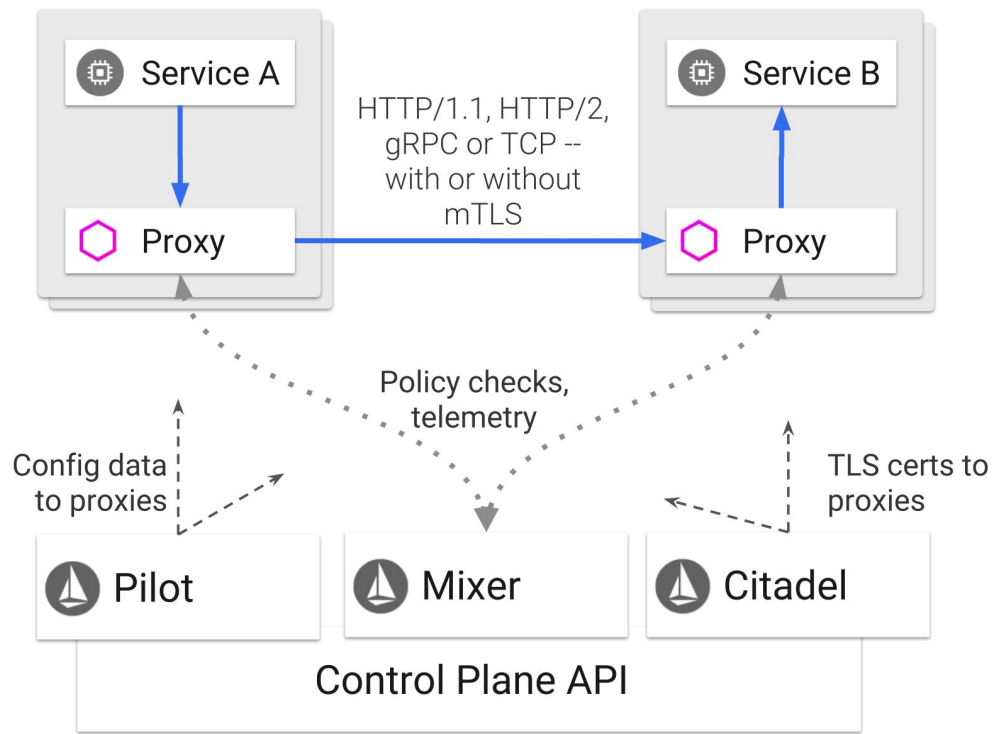 Service A
Service B
HTTP/1.1, HTTP/2,
gRPC or TCP --
with or without
mTLS
Proxy
Proxy
Policy checks,
telemetry
Config data
to proxies
TLS certs to
proxies
Pilot
Mixer
Citadel
Control Plane API